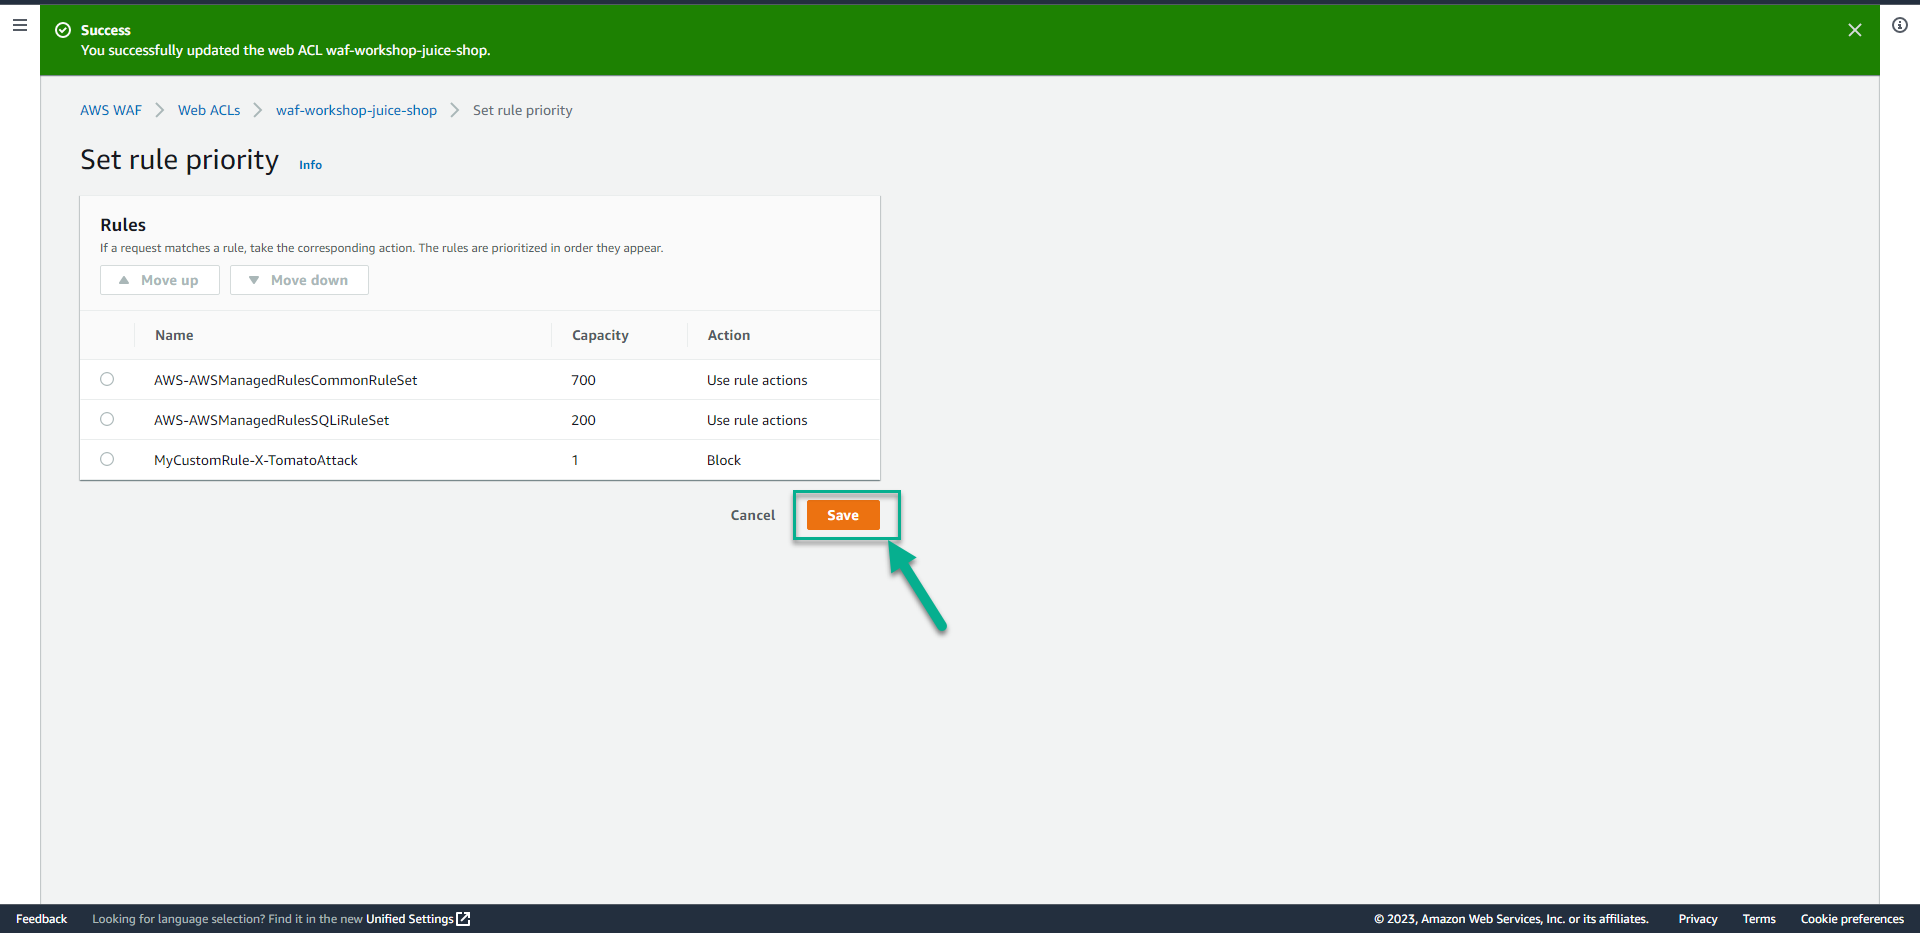 Success
You successfully updated the web ACL waf-workshop-juice-shop.
AWS WAF Web ACLs waf-workshop-juice-shop Set rule priority
Set rule priority Info
Rules
If a request matches a rule, take the corresponding action. The rules are prioritized in order they appear.
Move up Move down
Name Capacity Action
AWS-AWSManagedRulesCommonRuleSet 700 Use rule actions
AWS-AWSManagedRulesSQLiRuleSet 200 Use rule actions
MyCustomRule-X-TomatoAttack 1 Block
Cancel Save
Feedback Looking for language selection? Find it in the new Unified Settings © 2023, Amazon Web Services, Inc. or its affiliates. Privacy Terms Cookie preferences